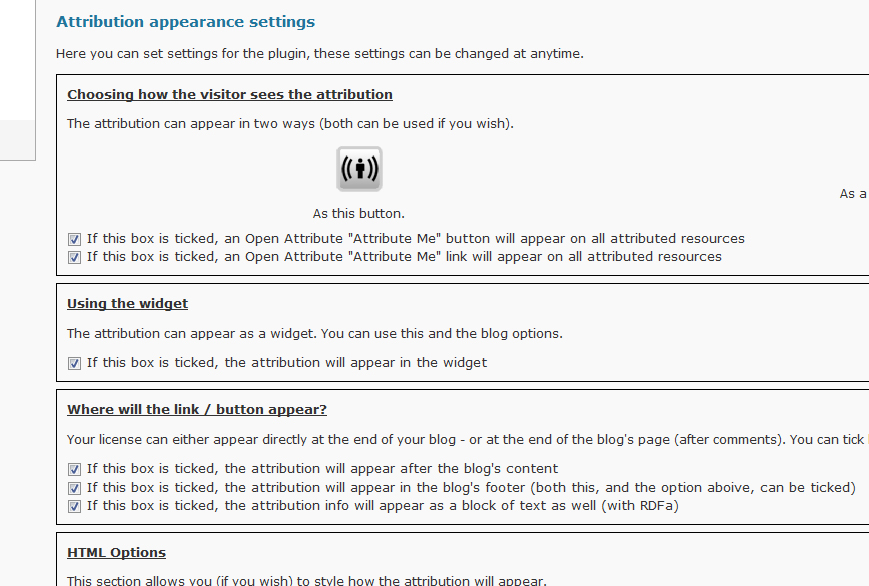 Attribution appearance settings
Here you can set settings for the plugin, these settings can be changed at anytime.
Choosing how the visitor sees the attribution
The attribution can appear in two ways (both can be used if you wish).
As a
As this button.
If this box is ticked, an Open Attribute "Attribute Me" button will appear on all attributed resources
If this box is ticked, an Open Attribute "Attribute Me" link will appear on all attributed resources
Using the widget
The attribution can appear as a widget. You can use this and the blog options.
If this box is ticked, the attribution will appear in the widget
Where will the link / button appear?
Your license can either appear directly at the end of your blog - or at the end of the blog's page (after comments). You can tick
If this box is ticked, the attribution will appear after the blog's content
If this box is ticked, the attribution will appear in the blog's footer (both this, and the option aboive, can be ticked)
If this box is ticked, the attribution info will appear as a block of text as well (with RDFa)
HTML Options
This section allows you (if you wish) to style how the attribution will appear.